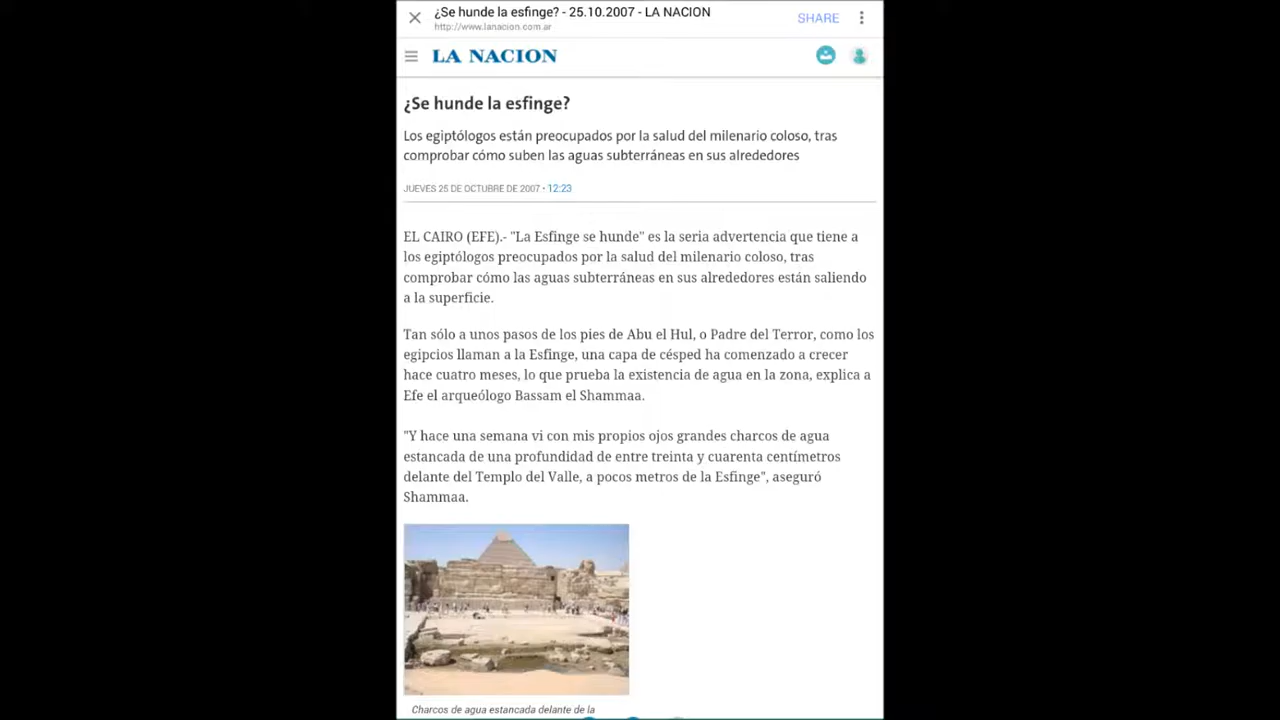 ¿Se hunde la esfinge? - 25.10.2007 - LA NACION
http://www.lanacion.com.ar
SHARE
LA NACION
¿Se hunde la esfinge?
Los egiptólogos están preocupados por la salud del milenario coloso, tras
comprobar cómo suben las aguas subterráneas en sus alrededores
JUEVES 25 DE OCTUBRE DE 2007 • 12:23
EL CAIRO (EFE).- "La Esfinge se hunde" es la seria advertencia que tiene a
los egiptólogos preocupados por la salud del milenario coloso, tras
comprobar cómo las aguas subterráneas en sus alrededores están saliendo
a la superficie.
Tan sólo a unos pasos de los pies de Abu el Hul, o Padre del Terror, como los
egipcios llaman a la Esfinge, una capa de césped ha comenzado a crecer
hace cuatro meses, lo que prueba la existencia de agua en la zona, explica a
Efe el arqueólogo Bassam el Shammaa.
"Y hace una semana vi con mis propios ojos grandes charcos de agua
estancada de una profundidad de entre treinta y cuarenta centímetros
delante del Templo del Valle, a pocos metros de la Esfinge", aseguró
Shammaa.
Charcos de agua estancada delante de la